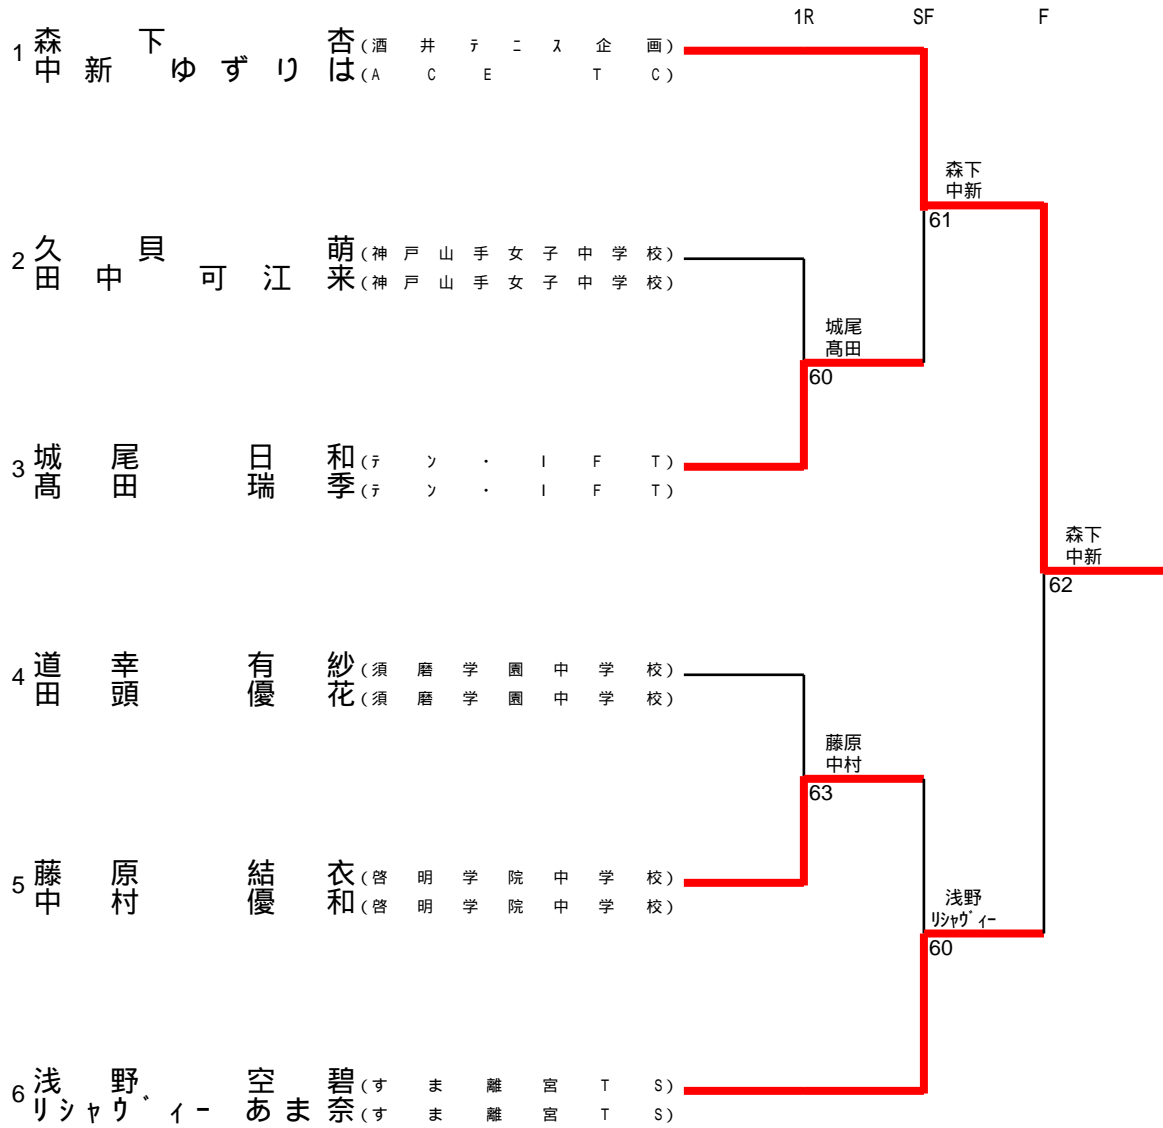 1R SF F
1 森下 杏(酒井テニス企画)
中新 ゆずりは(ACE TC)
森下
中新
61
2 久貝 萌(神戸山手女子中学校)
田中 可江来(神戸山手女子中学校)
城尾
髙田
60
3 城尾 日和(テン・IFT)
髙田 瑞季(テン・IFT)
森下
中新
62
4 道幸 有紗(須磨学園中学校)
田頭 優花(須磨学園中学校)
藤原
中村
63
5 藤原 結衣(啓明学院中学校)
中村 優和(啓明学院中学校)
浅野
リシャヴィー
60
6 浅野 空碧(すま離宮TS)
リシャヴィー あま奈(すま離宮TS)